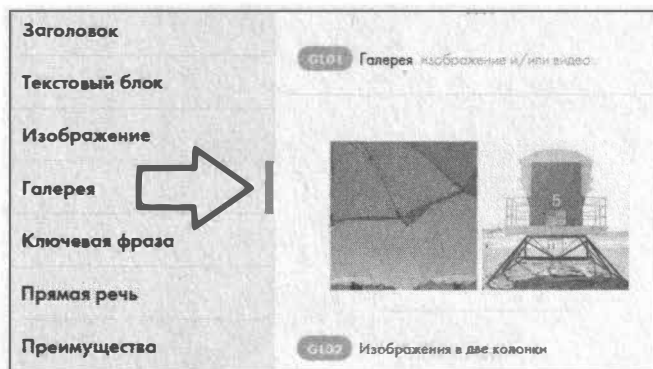 Заголовок
Текстовый блок
Изображение
Галерея
Ключевая фраза
Прямая речь
Преимущества
GL01 Галерея изображение и/или видео
5
GL02 Изображения в две колонки